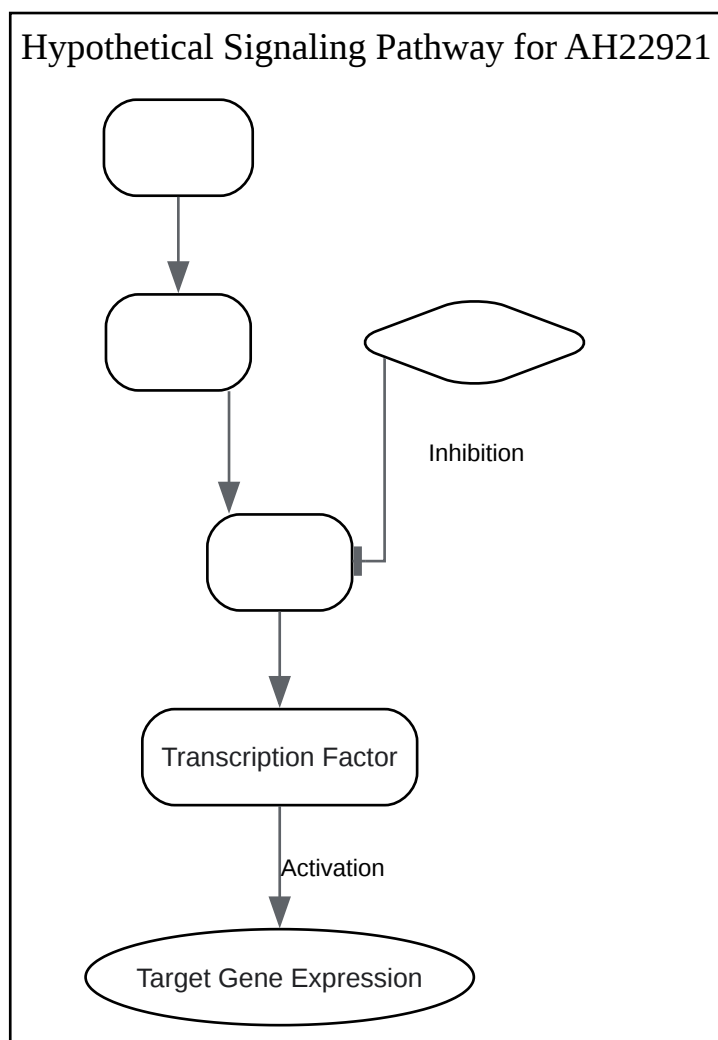 Hypothetical Signaling Pathway for AH22921
Inhibition
Transcription Factor
Activation
Target Gene Expression